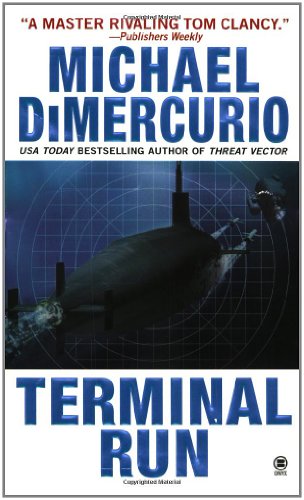 "A MASTER RIVALING TOM CLANCY."
—Publishers Weekly
MICHAEL
DiMERCURIO
USA TODAY BESTSELLING AUTHOR OF THREAT VECTOR
TERMINAL
RUN